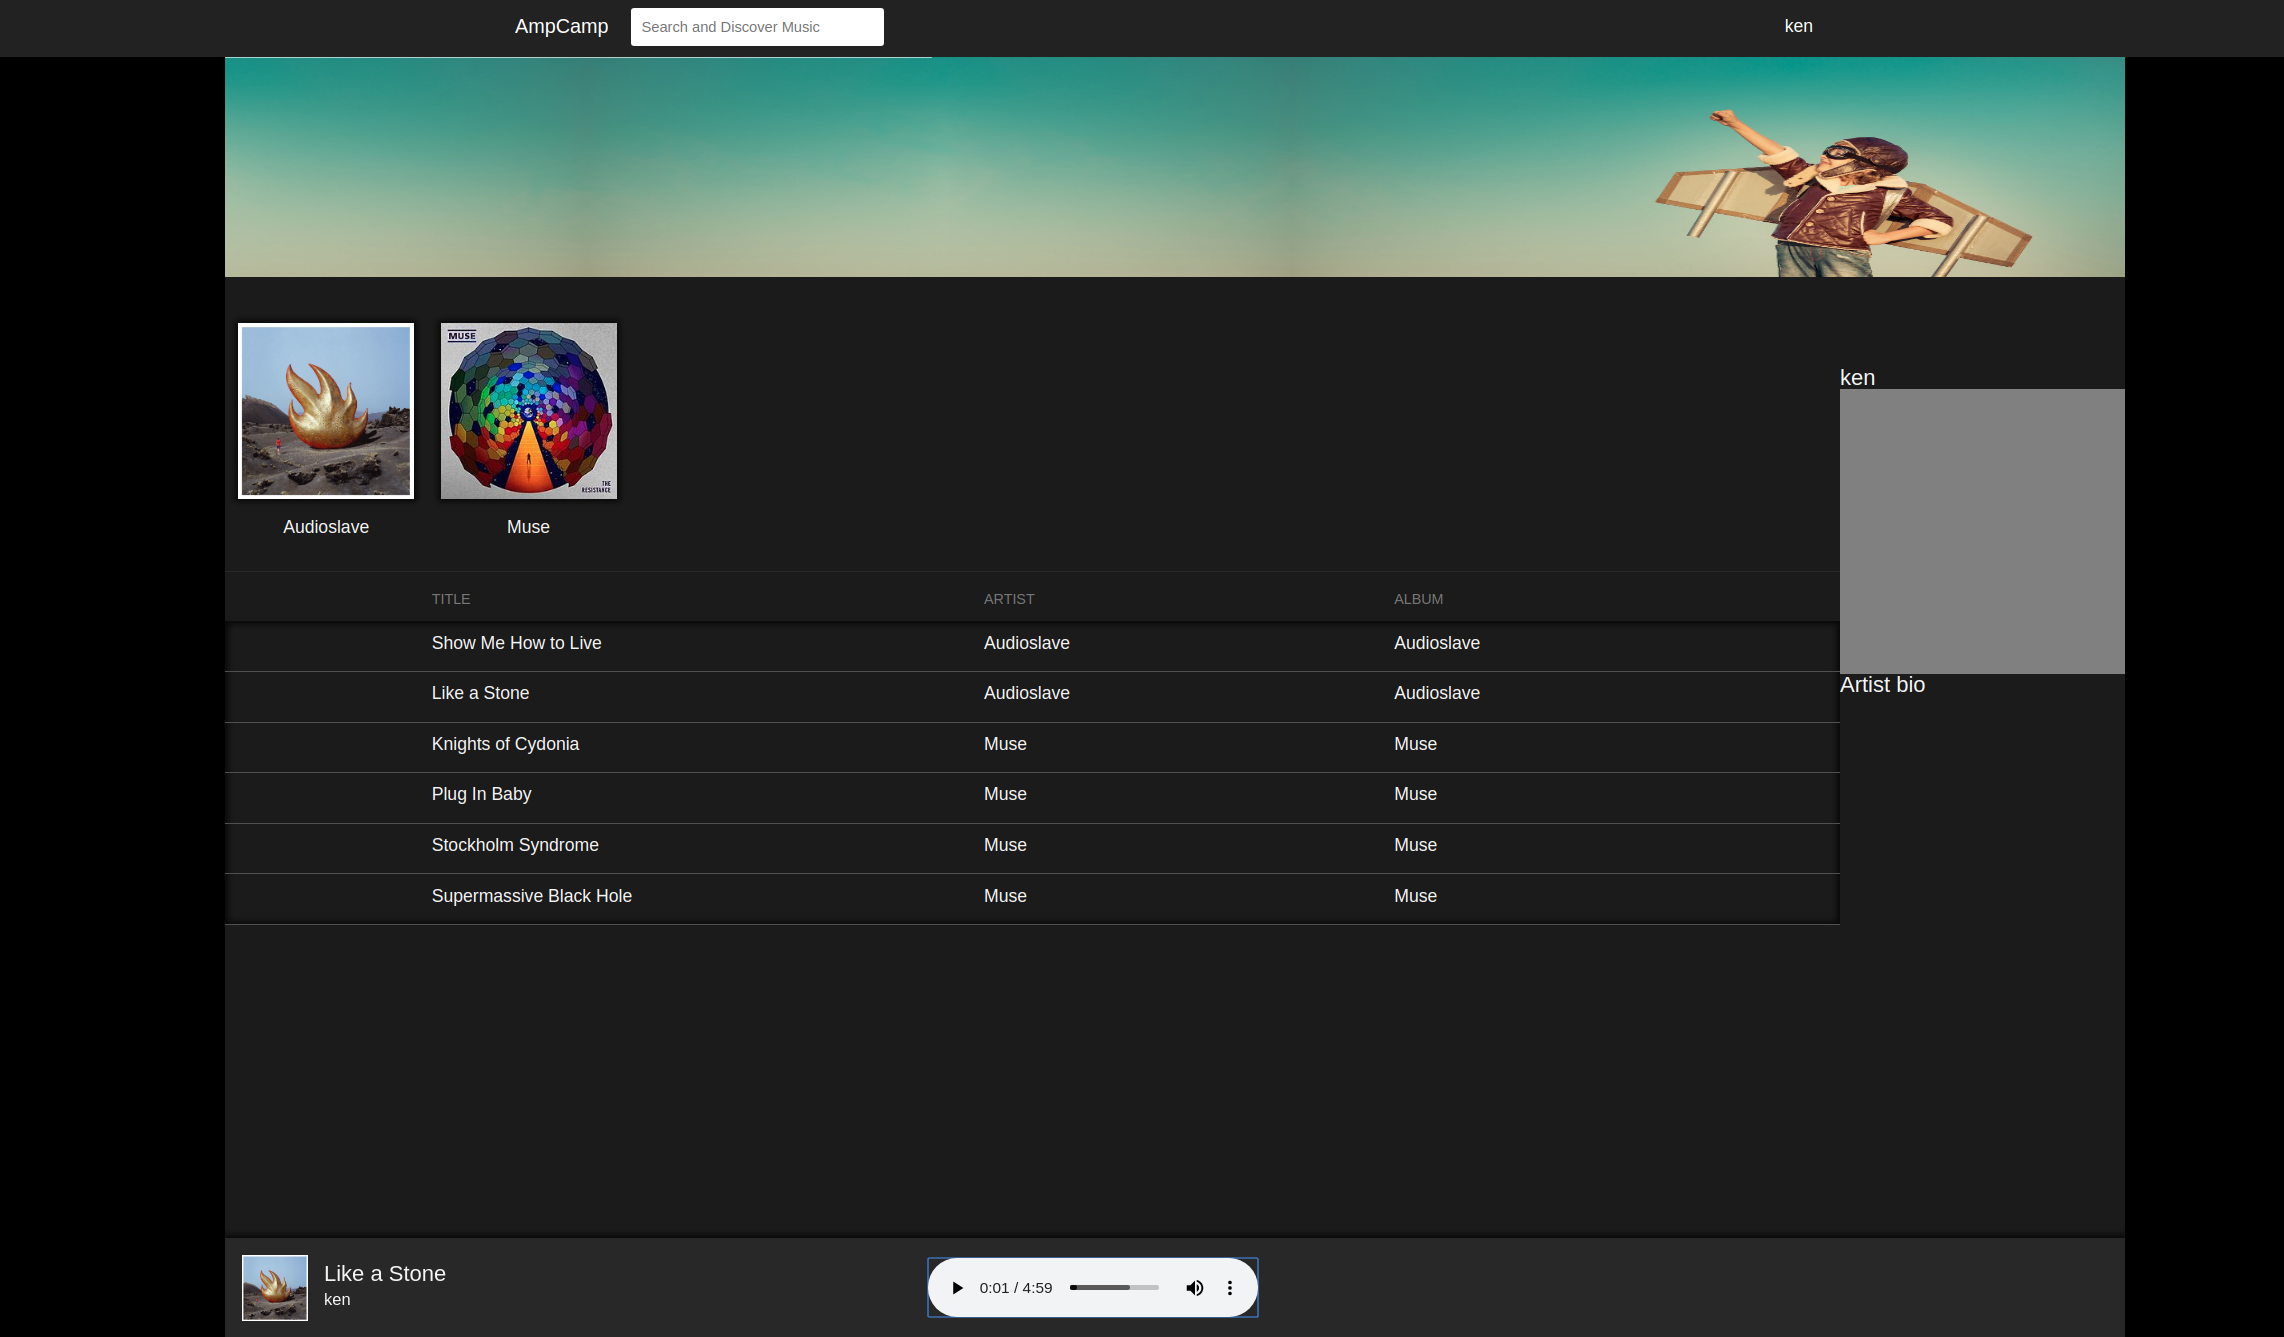 AmpCamp Search and Discover Music ken
MUSE
THE
RESISTANCE
Audioslave Muse
ken
TITLE ARTIST ALBUM
Show Me How to Live Audioslave Audioslave
Like a Stone Audioslave Audioslave
Artist bio
Knights of Cydonia Muse Muse
Plug In Baby Muse Muse
Stockholm Syndrome Muse Muse
Supermassive Black Hole Muse Muse
Like a Stone
ken
0:01 / 4:59